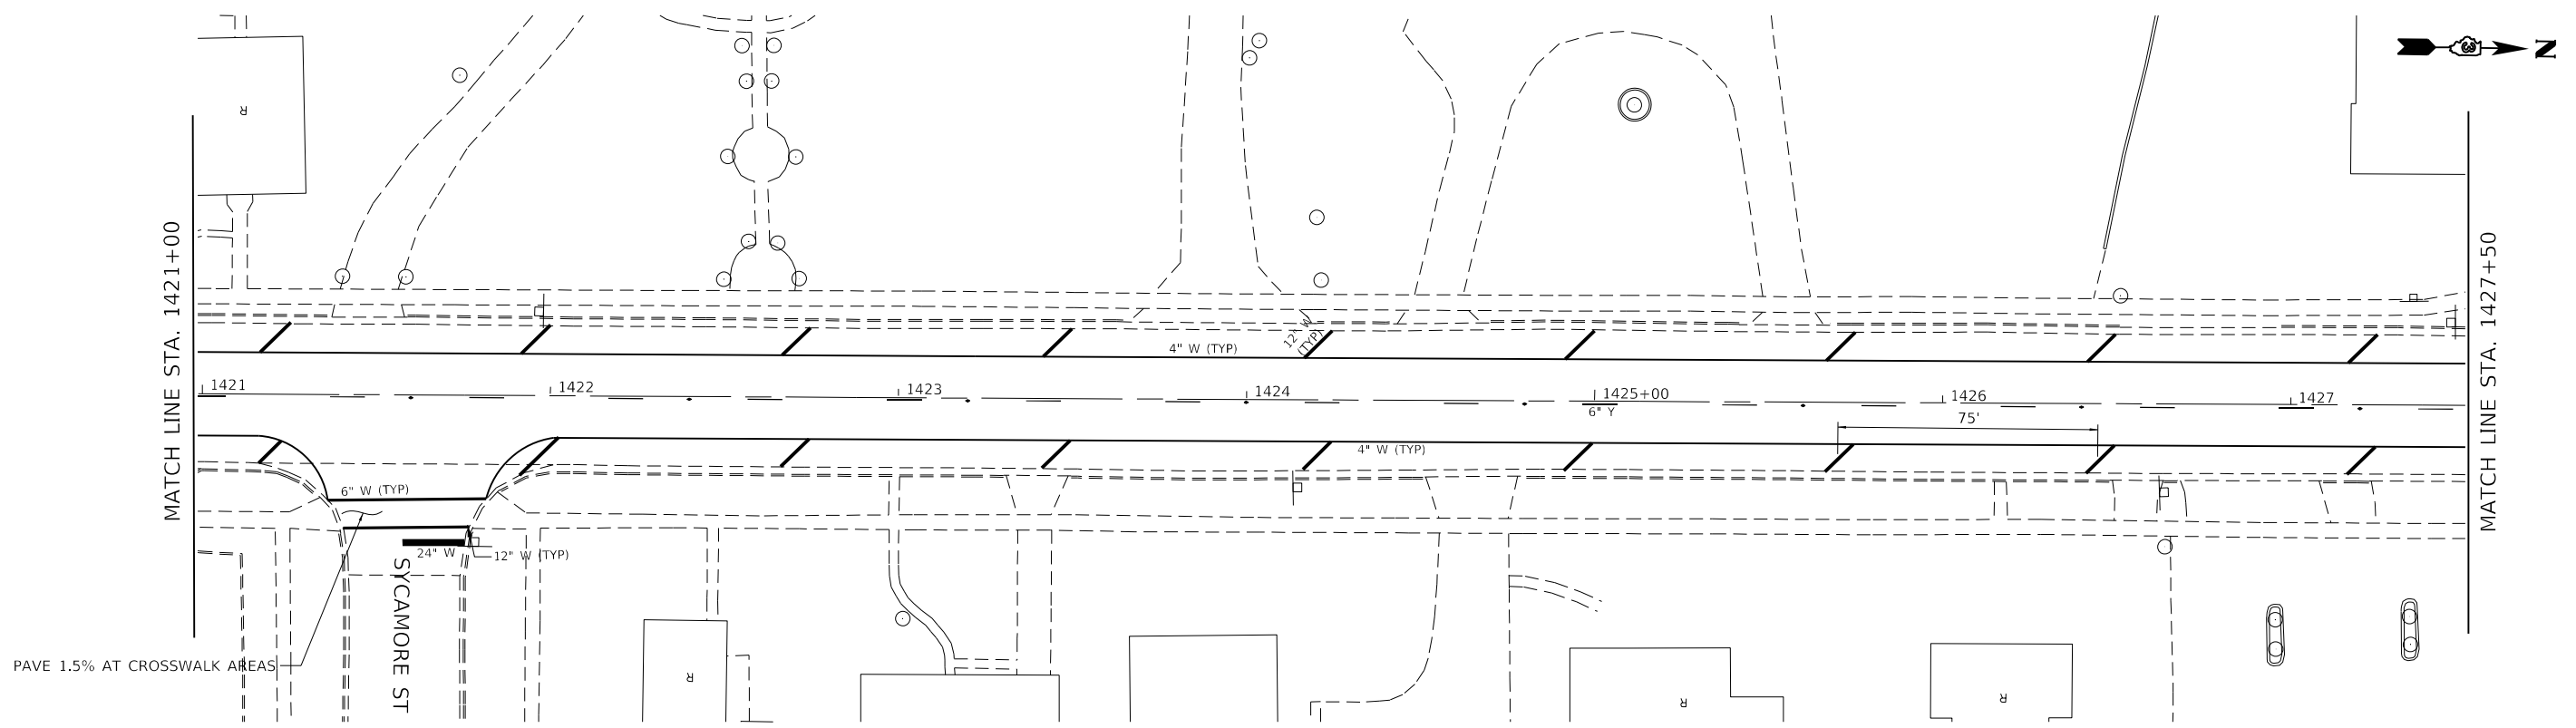 N
R
MATCH LINE STA. 1421+00
MATCH LINE STA. 1427+50
12" W
(TYP)
4" W (TYP)
1421
1422
1423
1424
1425+00
1426
1427
6" Y
75'
4" W (TYP)
6" W (TYP)
24" W
12" W (TYP)
SYCAMORE ST
PAVE 1.5% AT CROSSWALK AREAS
R
R
R